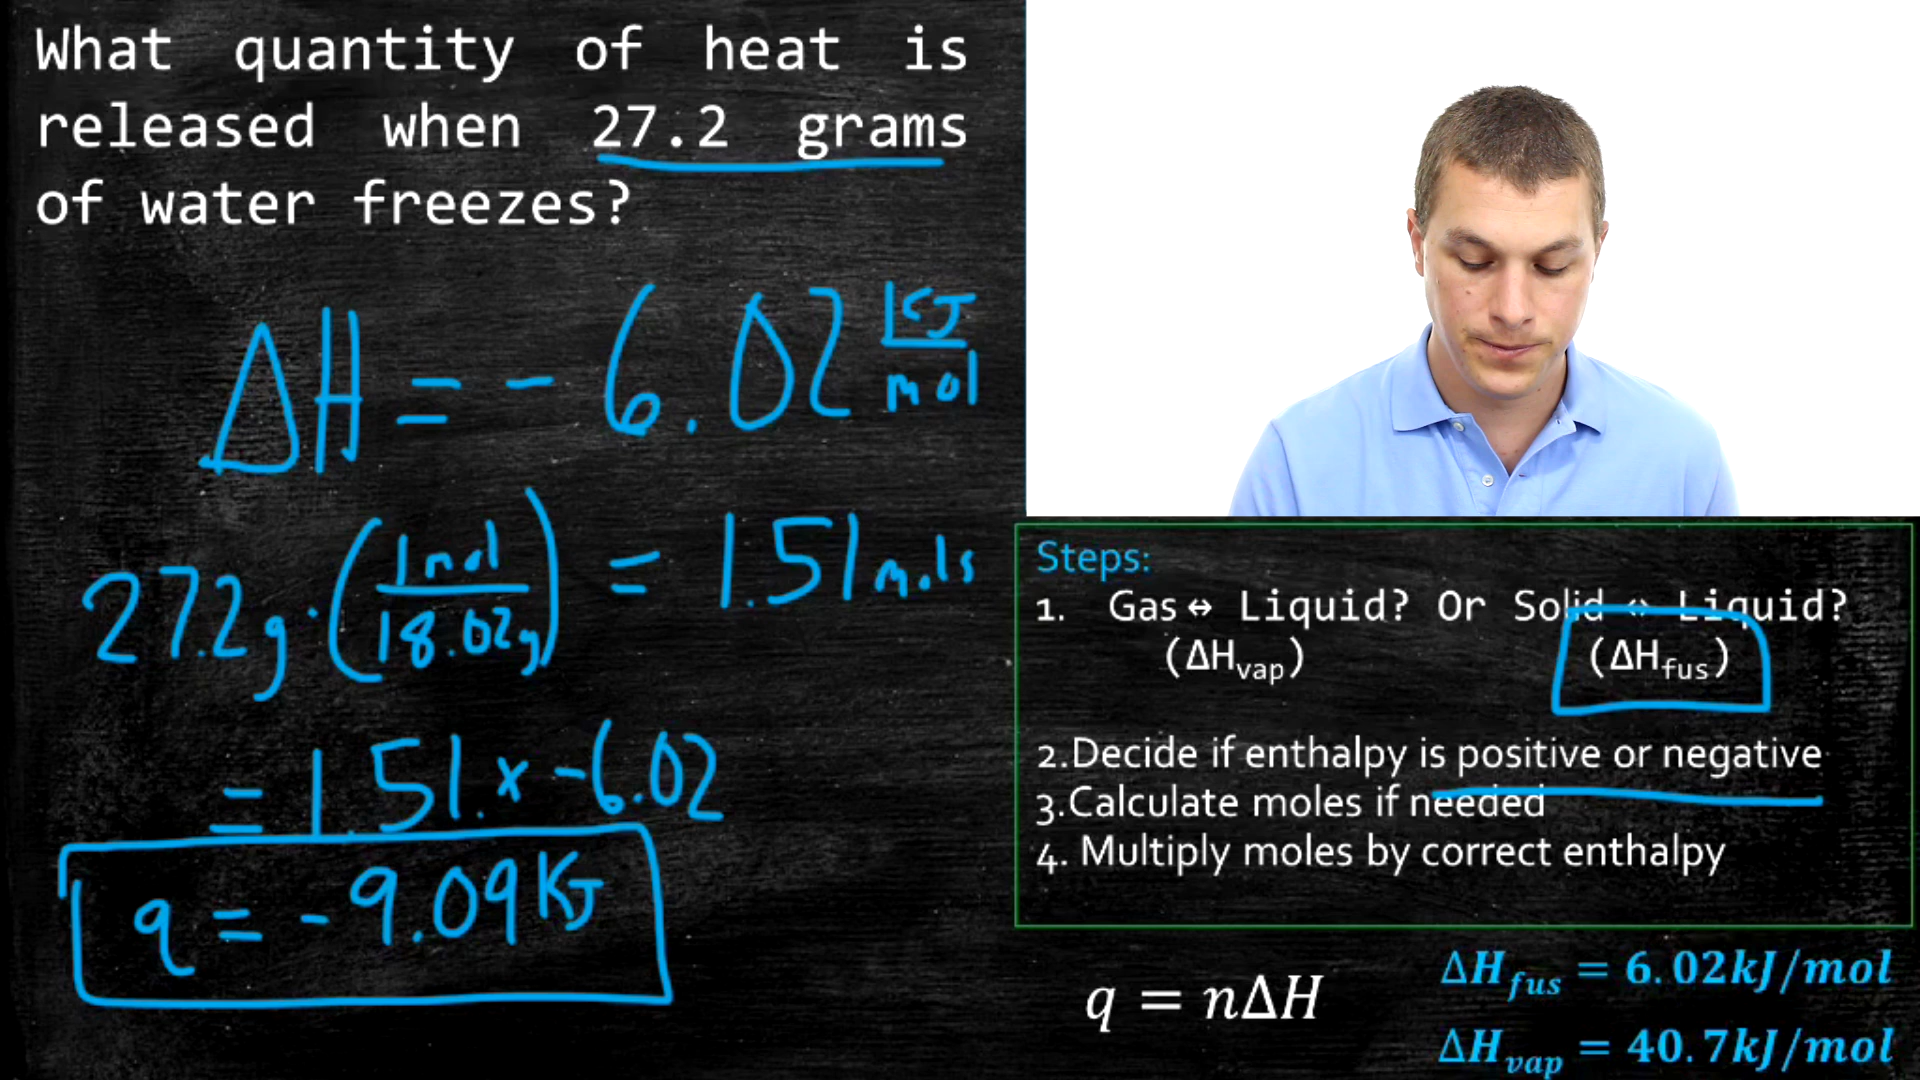 What quantity of heat is
released when 27.2 grams
of water freezes?
ΔH = - 6.02 kJ/mol
27.2g · (1mol/18.02g) = 1.51 mols
= 1.51 x -6.02
q = -9.09 KJ
Steps:
1. Gas ↔ Liquid? Or Solid ↔ Liquid?
(ΔHvap) (ΔHfus)
2.Decide if enthalpy is positive or negative
3.Calculate moles if needed
4. Multiply moles by correct enthalpy
q = nΔH
ΔHfus = 6.02kJ/mol
ΔHvap = 40.7kJ/mol